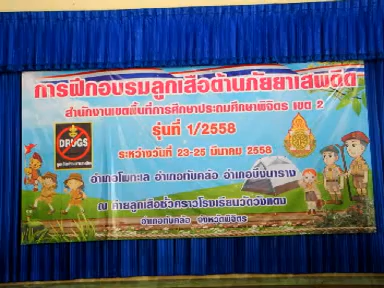 การฝึกอบรมลูกเสือต้านภัยยาเสพติด
สำนักงานเขตพื้นที่การศึกษาประถมศึกษาพิจิตร เขต 2
รุ่นที่ 1/2558
ระหว่างวันที่ 23-25 มีนาคม 2558
DRUGS
อำเภอโพทะเล อำเภอทับคล้อ อำเภอบึงนาราง
ณ ค่ายลูกเสือชั่วคราวโรงเรียนวัดวังแดง
อำเภอทับคล้อ จังหวัดพิจิตร